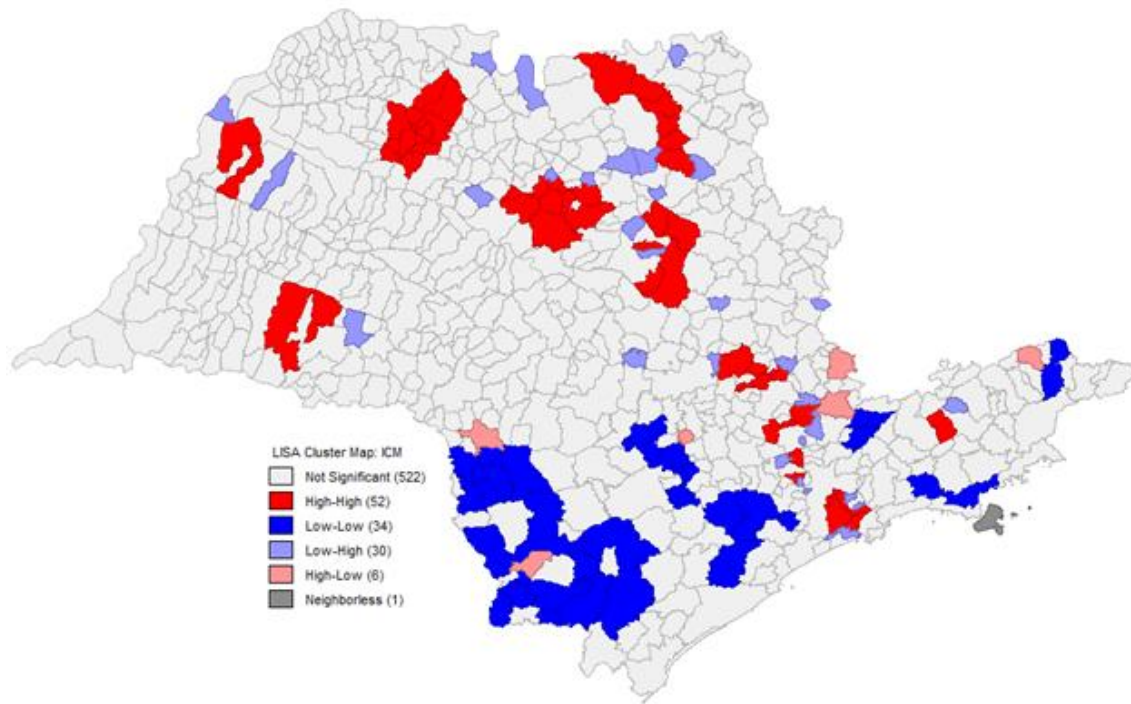 LISA Cluster Map: ICM
Not Significant (522)
High-High (52)
Low-Low (34)
Low-High (30)
High-Low (6)
Neighborless (1)